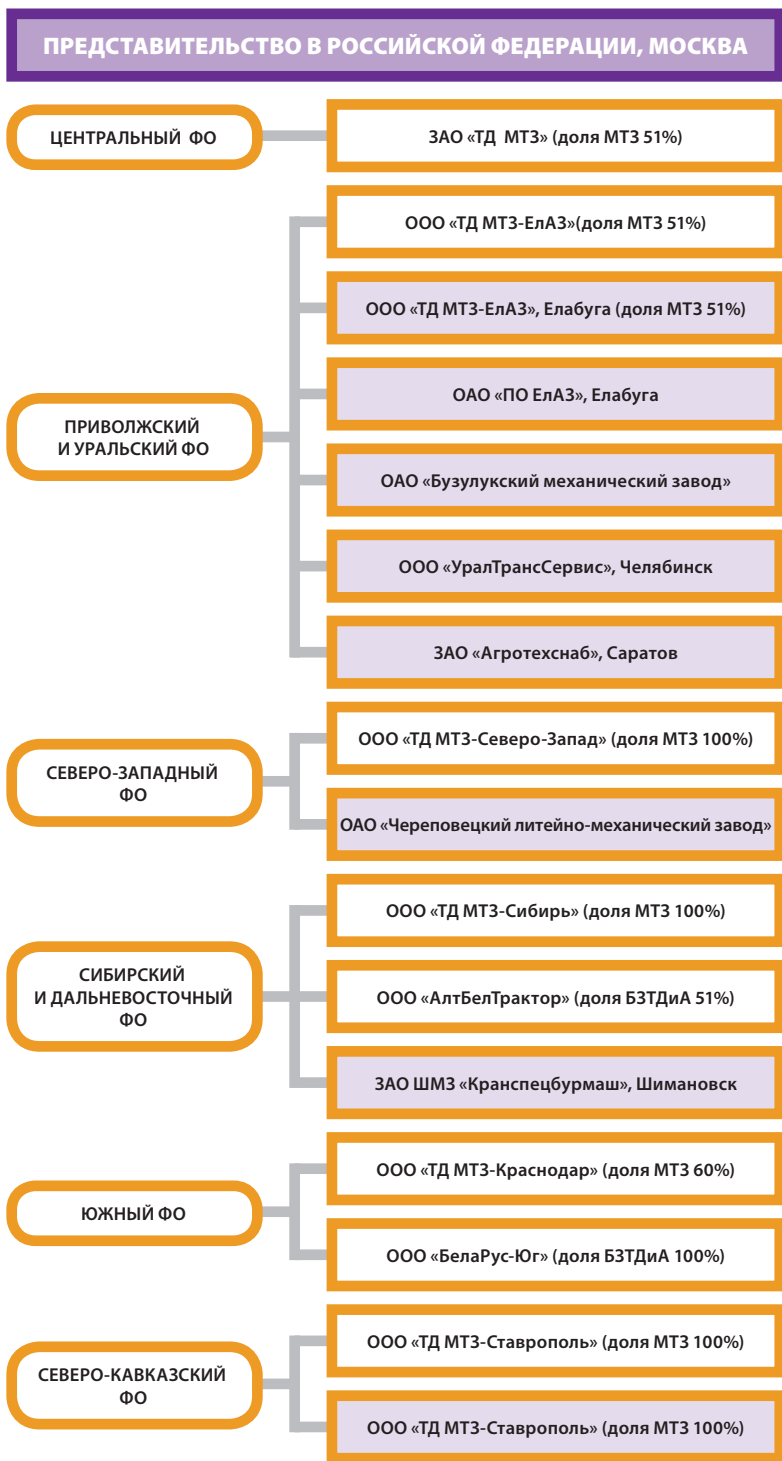 ПРЕДСТАВИТЕЛЬСТВО В РОССИЙСКОЙ ФЕДЕРАЦИИ, МОСКВА
ЦЕНТРАЛЬНЫЙ ФО
ЗАО «ТД МТЗ» (доля МТЗ 51%)
ПРИВОЛЖСКИЙ
И УРАЛЬСКИЙ ФО
ООО «ТД МТЗ-ЕлАЗ»(доля МТЗ 51%)
ООО «ТД МТЗ-ЕлАЗ», Елабуга (доля МТЗ 51%)
ОАО «ПО ЕлАЗ», Елабуга
ОАО «Бузулукский механический завод»
ООО «УралТрансСервис», Челябинск
ЗАО «Агротехснаб», Саратов
СЕВЕРО-ЗАПАДНЫЙ
ФО
ООО «ТД МТЗ-Северо-Запад» (доля МТЗ 100%)
ОАО «Череповецкий литейно-механический завод»
СИБИРСКИЙ
И ДАЛЬНЕВОСТОЧНЫЙ
ФО
ООО «ТД МТЗ-Сибирь» (доля МТЗ 100%)
ООО «АлтБелТрактор» (доля БЗТДиА 51%)
ЗАО ШМЗ «Кранспецбурмаш», Шимановск
ЮЖНЫЙ ФО
ООО «ТД МТЗ-Краснодар» (доля МТЗ 60%)
ООО «БелаРус-Юг» (доля БЗТДиА 100%)
СЕВЕРО-КАВКАЗСКИЙ
ФО
ООО «ТД МТЗ-Ставрополь» (доля МТЗ 100%)
ООО «ТД МТЗ-Ставрополь» (доля МТЗ 100%)